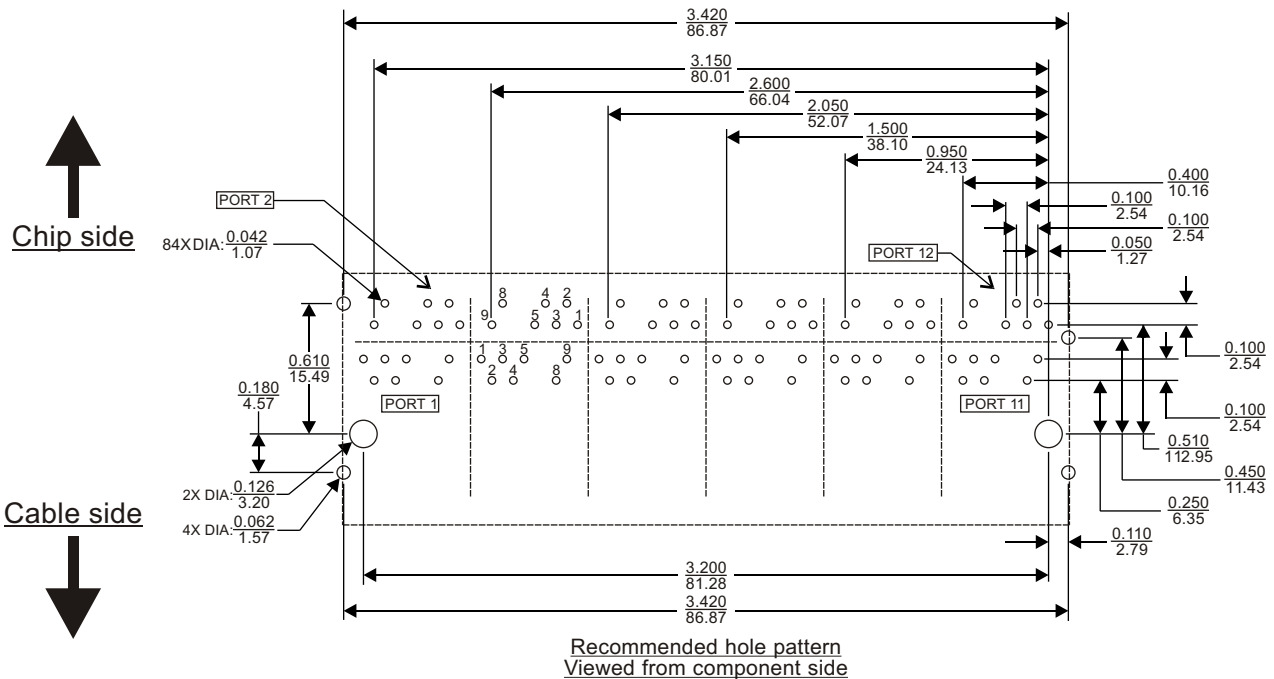 3.420
86.87
3.150
80.01
2.600
66.04
2.050
52.07
1.500
38.10
0.950
24.13
0.400
10.16
0.100
2.54
0.100
2.54
0.050
1.27
PORT 2
Chip side
84X DIA: 0.042
1.07
PORT 12
8 4 2
9 5 3 1
1 3 5 9
2 4 8
0.610
15.49
0.180
4.57
PORT 1
PORT 11
0.100
2.54
0.100
2.54
0.510
112.95
0.450
11.43
0.250
6.35
0.110
2.79
2X DIA: 0.126
3.20
4X DIA: 0.062
1.57
Cable side
3.200
81.28
3.420
86.87
Recommended hole pattern
Viewed from component side